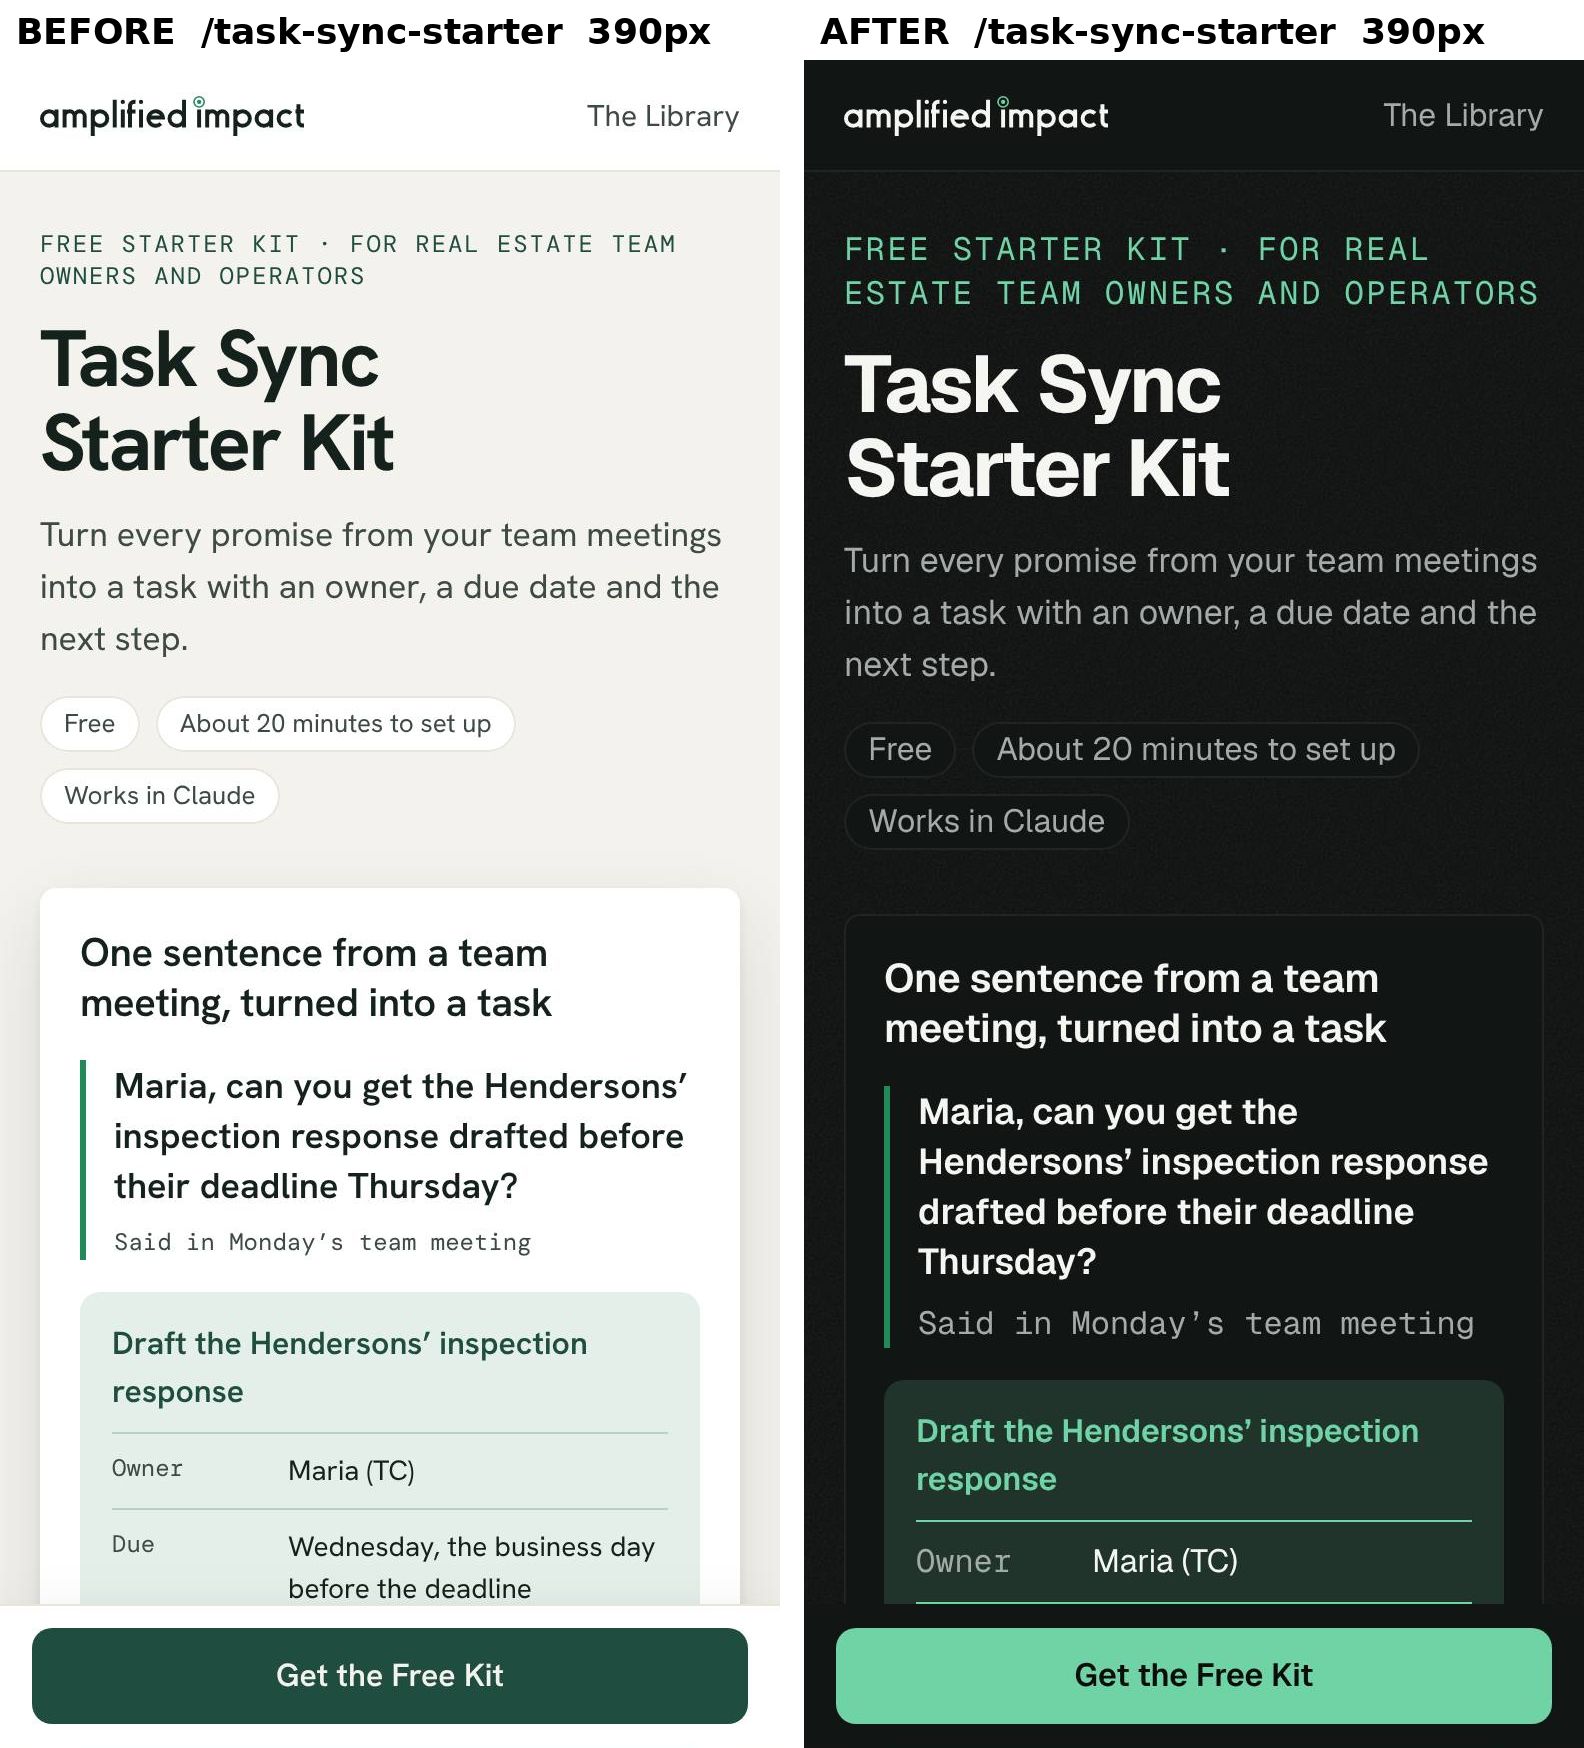 BEFORE /task-sync-starter 390px
amplified impact
The Library
FREE STARTER KIT · FOR REAL ESTATE TEAM
OWNERS AND OPERATORS
Task Sync
Starter Kit
Turn every promise from your team meetings
into a task with an owner, a due date and the
next step.
Free
About 20 minutes to set up
Works in Claude
One sentence from a team
meeting, turned into a task
Maria, can you get the Hendersons’
inspection response drafted before
their deadline Thursday?
Said in Monday’s team meeting
Draft the Hendersons’ inspection
response
Owner Maria (TC)
Due Wednesday, the business day
before the deadline
Get the Free Kit
AFTER /task-sync-starter 390px
amplified impact
The Library
FREE STARTER KIT · FOR REAL
ESTATE TEAM OWNERS AND OPERATORS
Task Sync
Starter Kit
Turn every promise from your team meetings
into a task with an owner, a due date and the
next step.
Free
About 20 minutes to set up
Works in Claude
One sentence from a team
meeting, turned into a task
Maria, can you get the
Hendersons’ inspection response
drafted before their deadline
Thursday?
Said in Monday’s team meeting
Draft the Hendersons’ inspection
response
Owner Maria (TC)
Get the Free Kit